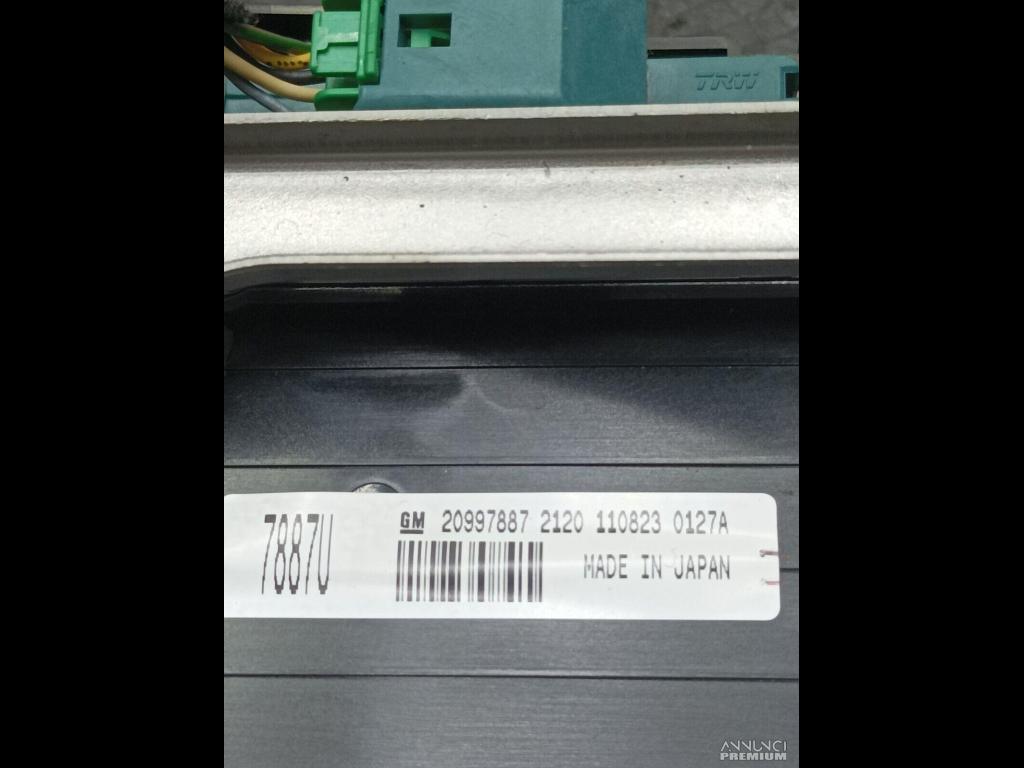 TRW
7887U
GM 20997887 2120 110823 0127A
MADE IN JAPAN
ANNUNCI
PREMIUM